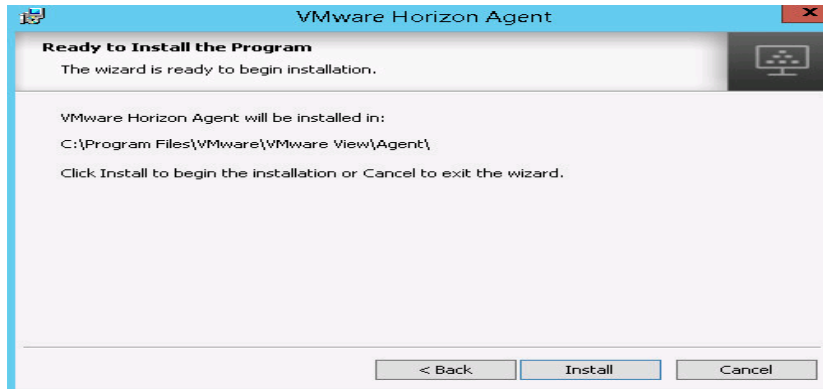 VMware Horizon Agent
Ready to Install the Program
The wizard is ready to begin installation.
VMware Horizon Agent will be installed in:
C:\Program Files\VMware\VMware View\Agent\
Click Install to begin the installation or Cancel to exit the wizard.
< Back
Install
Cancel